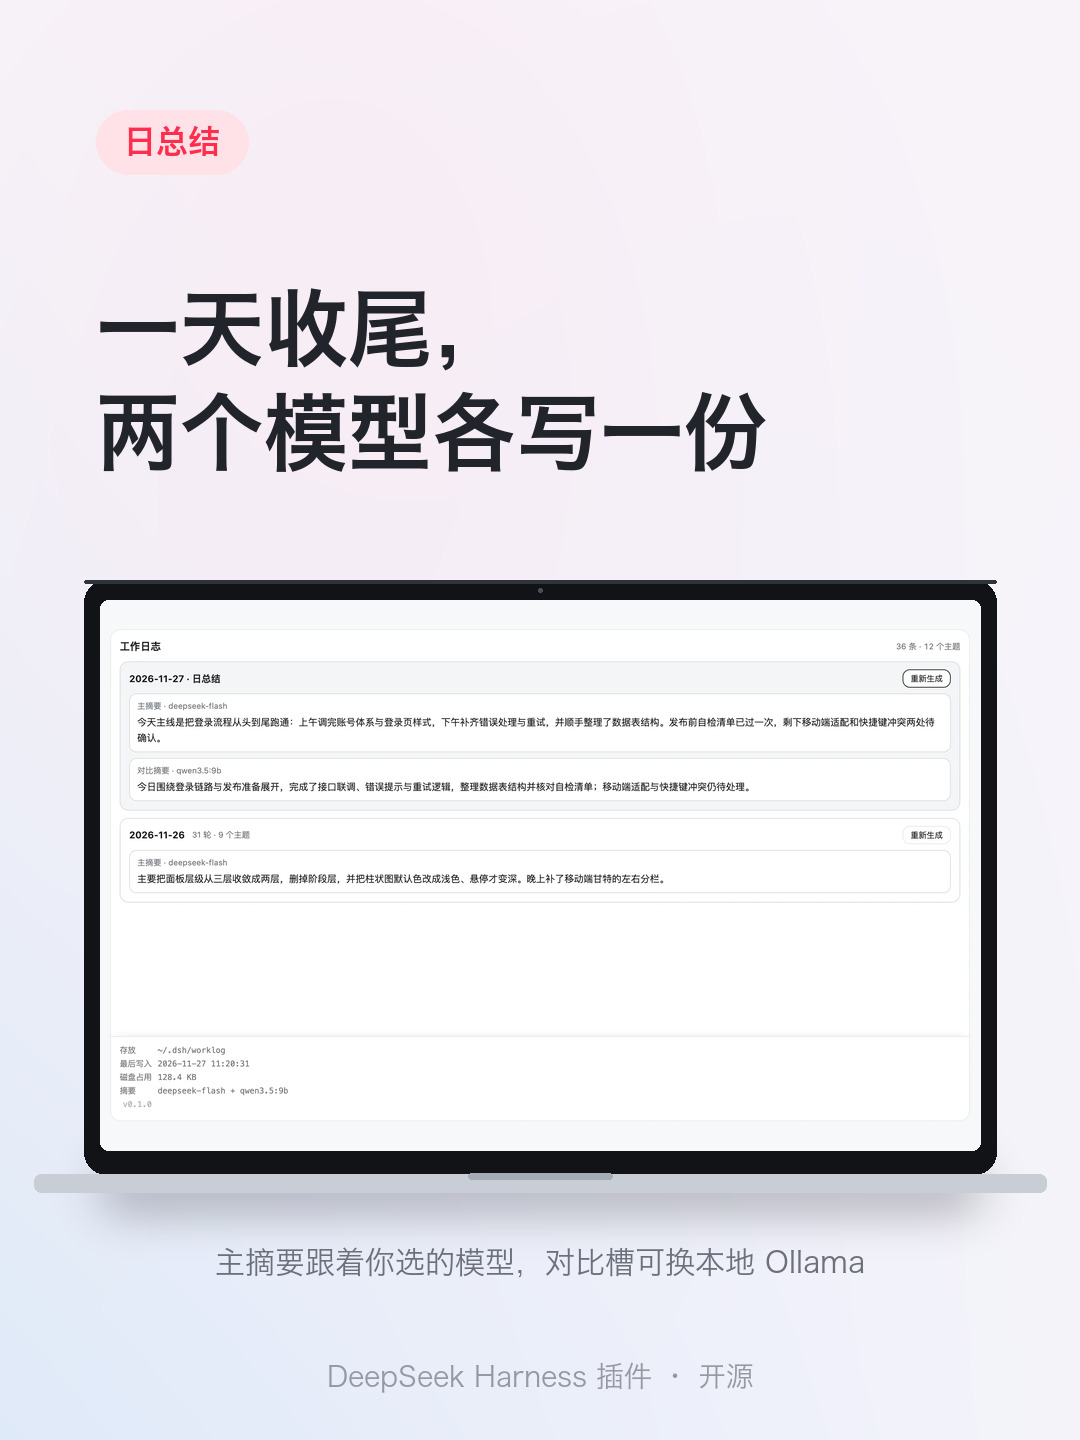 日总结
一天收尾，
两个模型各写一份
工作日志
36 条 · 12 个主题
2026-11-27 · 日总结
重新生成
主摘要 · deepseek-flash
今天主线是把登录流程从头到尾跑通：上午调完账号体系与登录页样式，下午补齐错误处理与重试，并顺手整理了数据表结构。发布前自检清单已过一次，剩下移动端适配和快捷键冲突两处待
确认。
对比摘要 · qwen3.5:9b
今日围绕登录链路与发布准备展开，完成了接口联调、错误提示与重试逻辑，整理数据表结构并核对自检清单；移动端适配与快捷键冲突仍待处理。
2026-11-26 31 轮 · 9 个主题
重新生成
主摘要 · deepseek-flash
主要把面板层级从三层收敛成两层，删掉阶段层，并把柱状图默认色改成浅色、悬停才变深。晚上补了移动端甘特的左右分栏。
存放 ~/.dsh/worklog
最后写入 2026-11-27 11:20:31
磁盘占用 128.4 KB
摘要 deepseek-flash + qwen3.5:9b
v0.1.0
主摘要跟着你选的模型，对比槽可换本地 Ollama
DeepSeek Harness 插件 · 开源